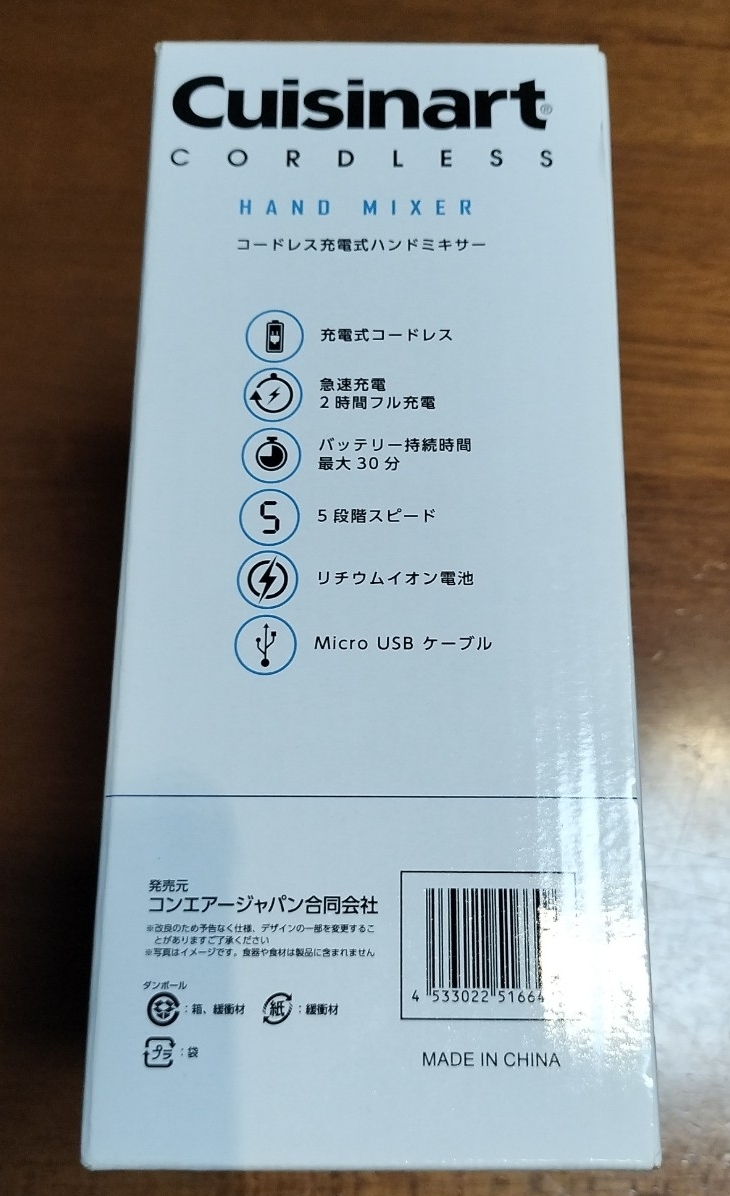 Cuisinart®
CORDLESS
HAND MIXER
コードレス充電式ハンドミキサー
充電式コードレス
急速充電
2時間フル充電
バッテリー持続時間
最大30分
5
5段階スピード
リチウムイオン電池
Micro USB ケーブル
発売元
コンエアージャパン合同会社
※改良のため予告なく仕様、デザインの一部を変更するこ
とがありますご了承ください
※写真はイメージです。食器や食材は製品に含まれません
ダンボール
：箱、緩衝材 紙：緩衝材
プラ：袋
4 533022 5166
MADE IN CHINA